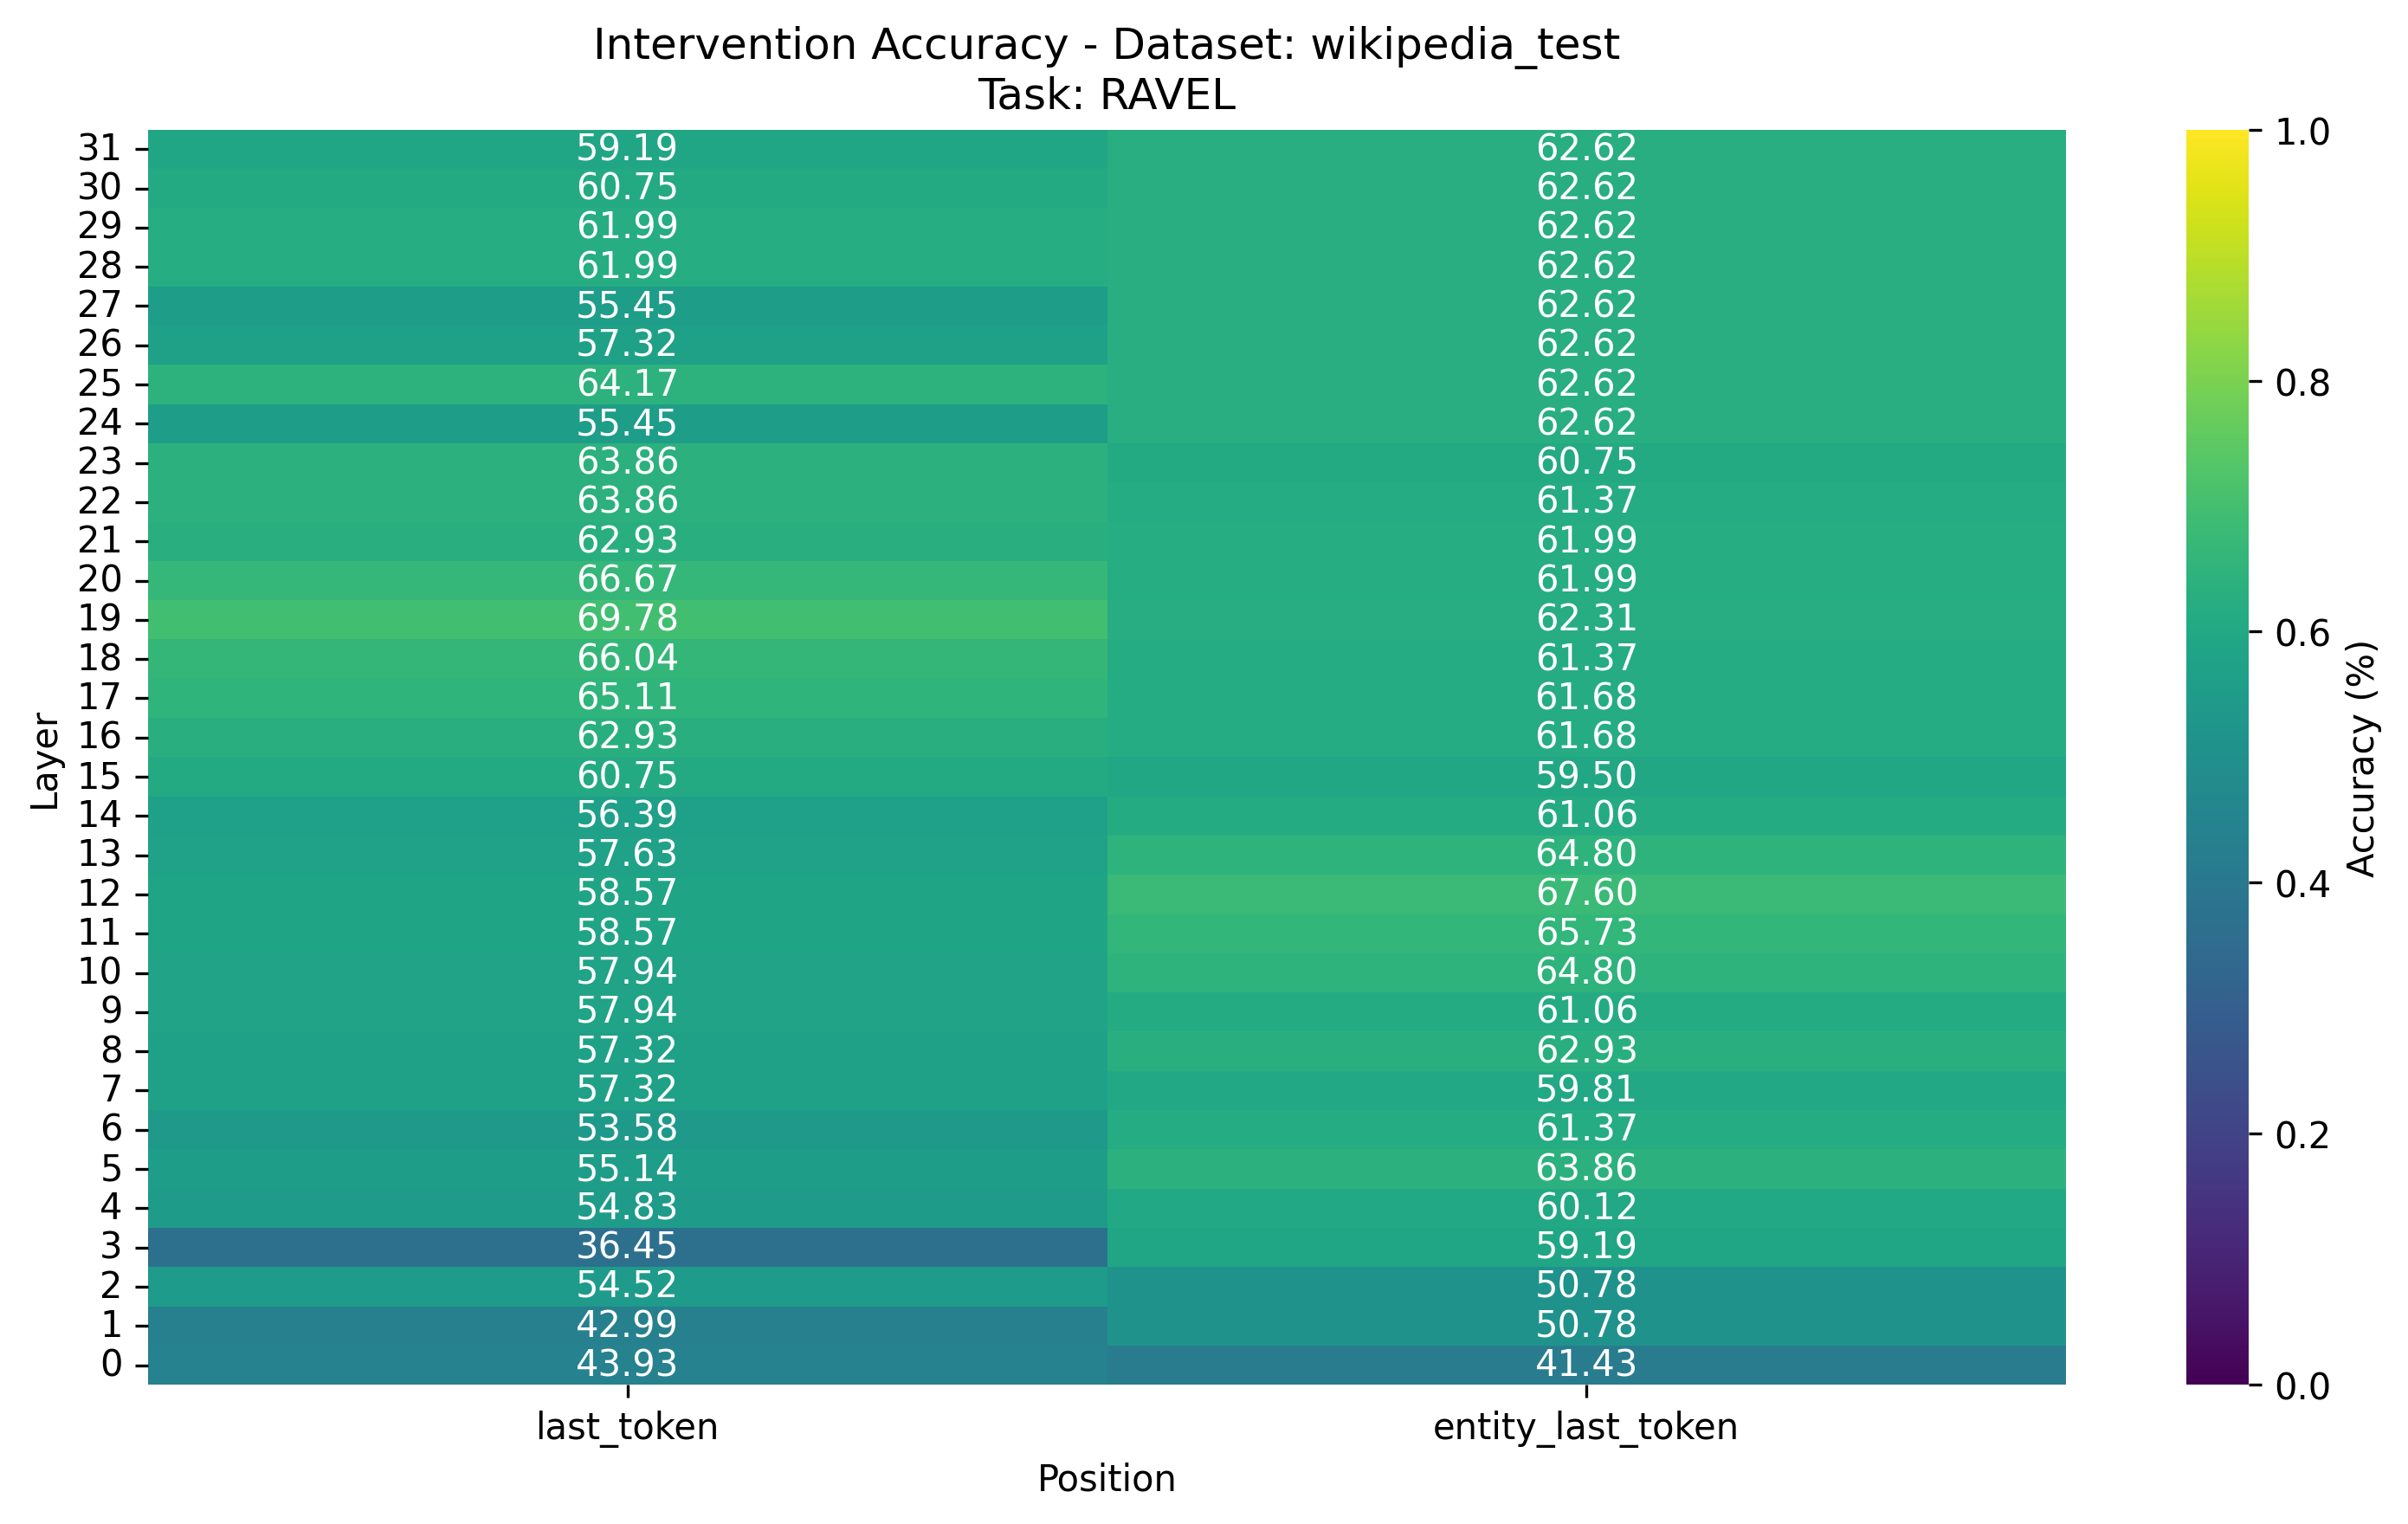 Intervention Accuracy - Dataset: wikipedia_test
Task: RAVEL
31 59.19 62.62
30 60.75 62.62
29 61.99 62.62
28 61.99 62.62
27 55.45 62.62
26 57.32 62.62
25 64.17 62.62
24 55.45 62.62
23 63.86 60.75
22 63.86 61.37
21 62.93 61.99
20 66.67 61.99
19 69.78 62.31
18 66.04 61.37
17 65.11 61.68
16 62.93 61.68
15 60.75 59.50
14 56.39 61.06
13 57.63 64.80
12 58.57 67.60
11 58.57 65.73
10 57.94 64.80
9 57.94 61.06
8 57.32 62.93
7 57.32 59.81
6 53.58 61.37
5 55.14 63.86
4 54.83 60.12
3 36.45 59.19
2 54.52 50.78
1 42.99 50.78
0 43.93 41.43
last_token entity_last_token
Position
Layer
1.0
0.8
0.6
0.4
0.2
0.0
Accuracy (%)